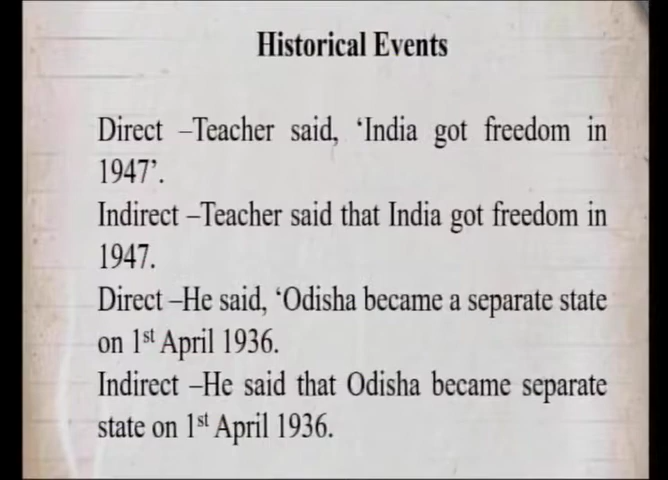 Historical Events
Direct –Teacher said, ‘India got freedom in
1947’.
Indirect –Teacher said that India got freedom in
1947.
Direct –He said, ‘Odisha became a separate state
on 1st April 1936.
Indirect –He said that Odisha became separate
state on 1st April 1936.